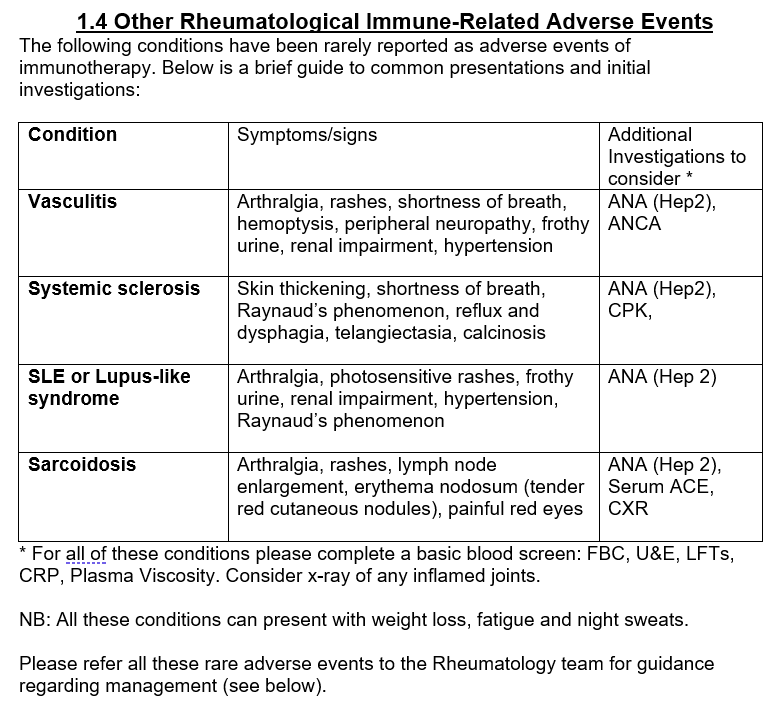 1.4 Other Rheumatological Immune-Related Adverse Events
The following conditions have been rarely reported as adverse events of
immunotherapy. Below is a brief guide to common presentations and initial
investigations:
Condition
Symptoms/signs
Additional
Investigations to
consider *
Vasculitis
Arthralgia, rashes, shortness of breath,
hemoptysis, peripheral neuropathy, frothy
urine, renal impairment, hypertension
ANA (Hep2),
ANCA
Systemic sclerosis
Skin thickening, shortness of breath,
Raynaud's phenomenon, reflux and
dysphagia, telangiectasia, calcinosis
ANA (Hep2),
CPK,
SLE or Lupus-like
syndrome
Arthralgia, photosensitive rashes, frothy
urine, renal impairment, hypertension,
Raynaud's phenomenon
ANA (Hep 2)
Sarcoidosis
Arthralgia, rashes, lymph node
enlargement, erythema nodosum (tender
red cutaneous nodules), painful red eyes
ANA (Hep 2),
Serum ACE,
CXR
* For all of these conditions please complete a basic blood screen: FBC, U&E, LFTs,
CRP, Plasma Viscosity. Consider x-ray of any inflamed joints.
NB: All these conditions can present with weight loss, fatigue and night sweats.
Please refer all these rare adverse events to the Rheumatology team for guidance
regarding management (see below).